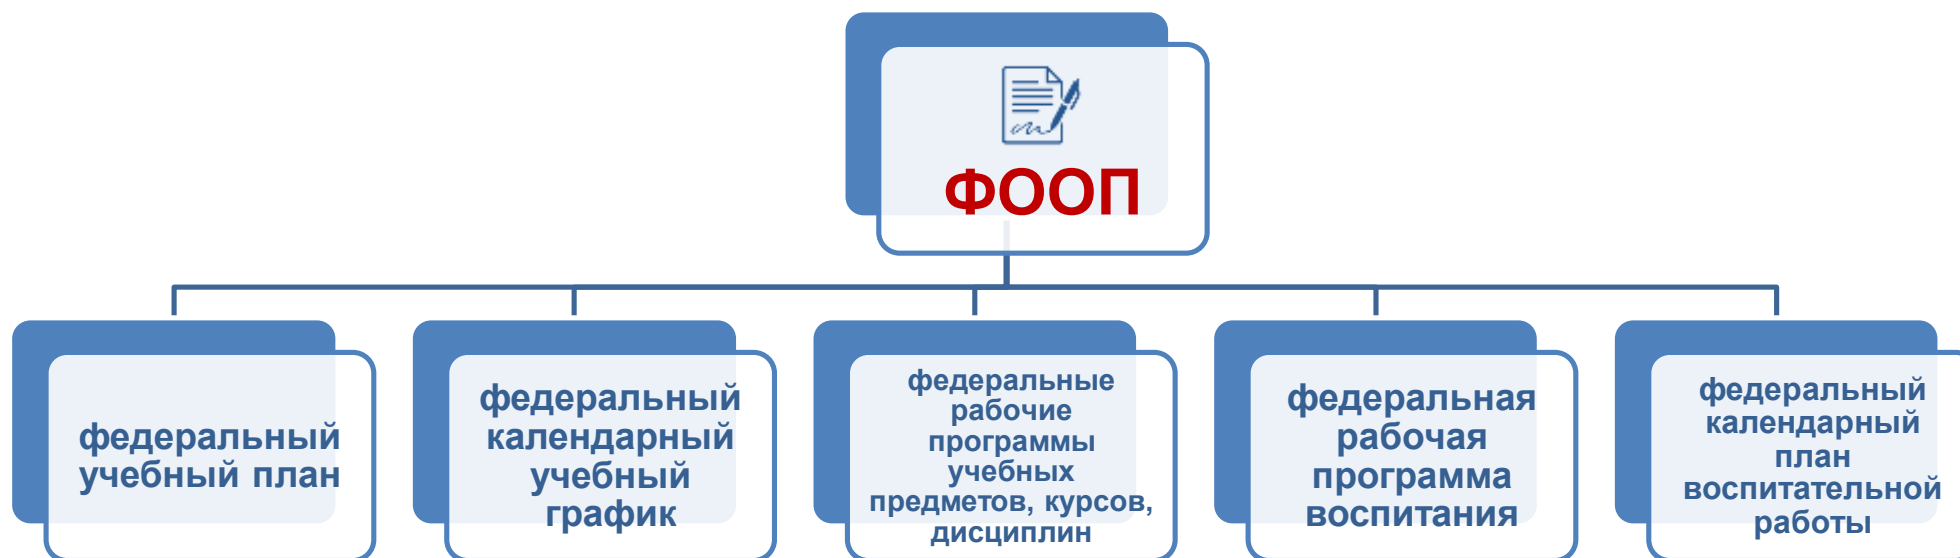 ФООП
федеральный
учебный план
федеральный
календарный
учебный
график
федеральные
рабочие
программы
учебных
предметов, курсов,
дисциплин
федеральная
рабочая
программа
воспитания
федеральный
календарный
план
воспитательной
работы